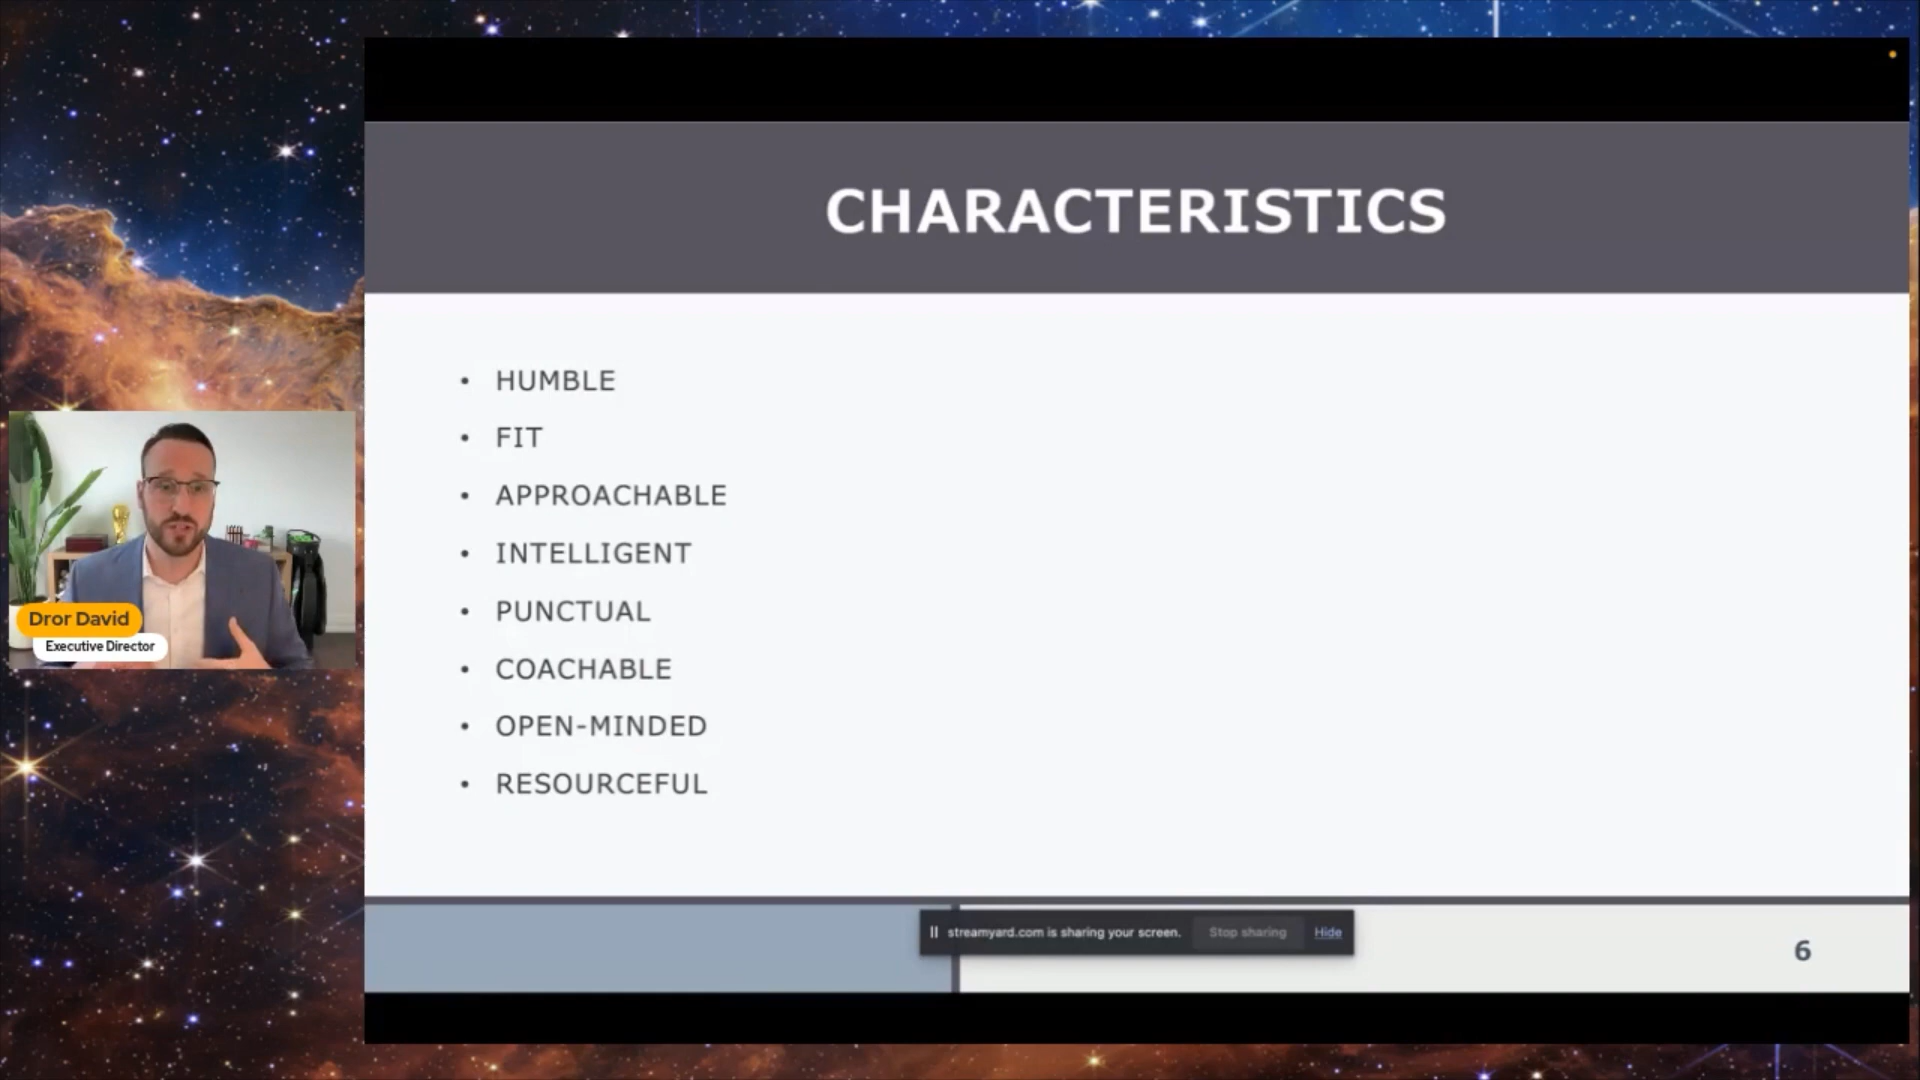 CHARACTERISTICS
• HUMBLE
• FIT
• APPROACHABLE
• INTELLIGENT
• PUNCTUAL
• COACHABLE
• OPEN-MINDED
• RESOURCEFUL
Dror David
Executive Director
streamyard.com is sharing your screen. Stop sharing Hide
6